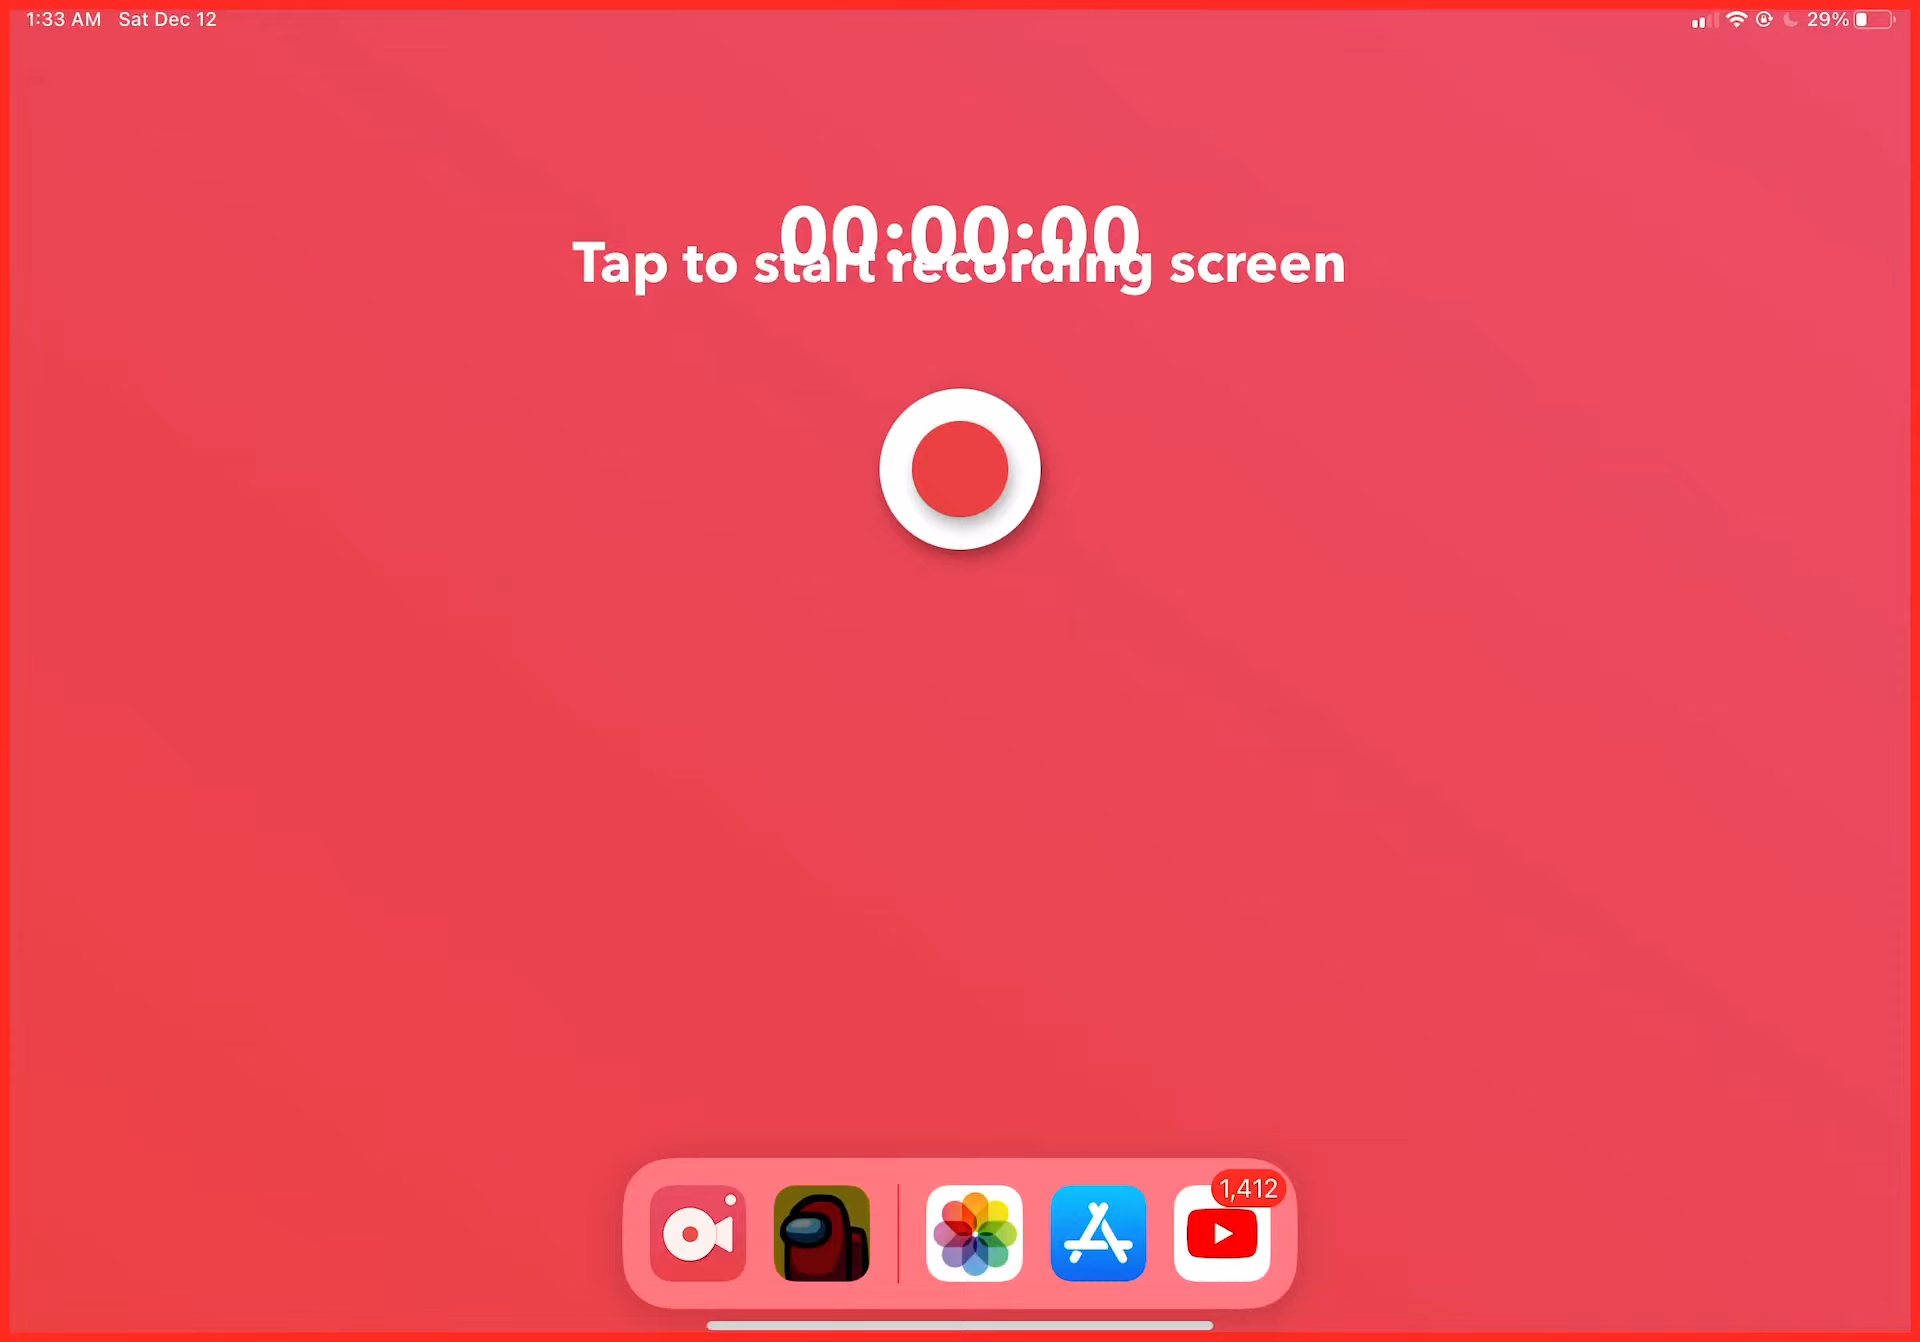 1:33 AM Sat Dec 12
29%
00:00:00
Tap to start recording screen
1,412